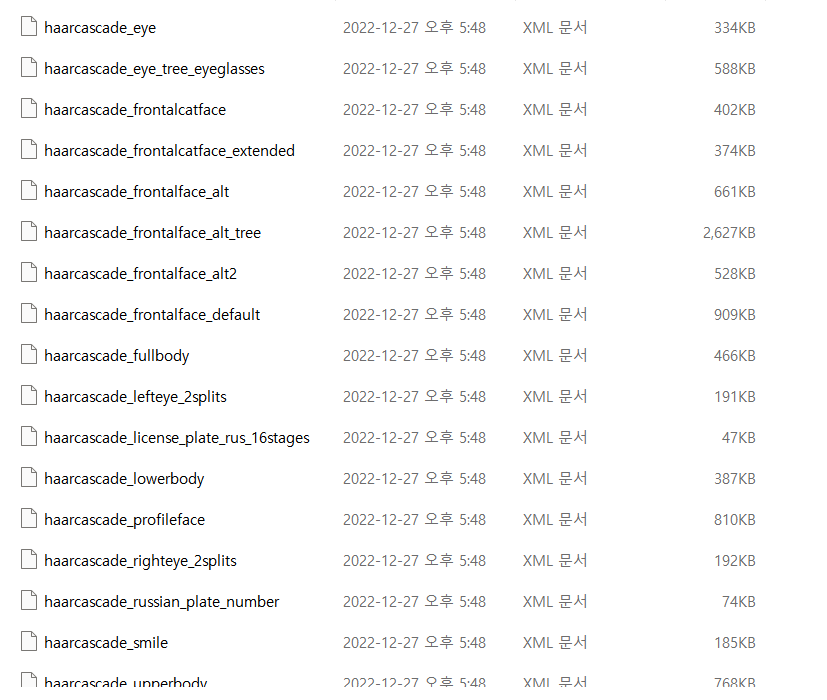 haarcascade_eye 2022-12-27 오후 5:48 XML 문서 334KB
haarcascade_eye_tree_eyeglasses 2022-12-27 오후 5:48 XML 문서 588KB
haarcascade_frontalcatface 2022-12-27 오후 5:48 XML 문서 402KB
haarcascade_frontalcatface_extended 2022-12-27 오후 5:48 XML 문서 374KB
haarcascade_frontalface_alt 2022-12-27 오후 5:48 XML 문서 661KB
haarcascade_frontalface_alt_tree 2022-12-27 오후 5:48 XML 문서 2,627KB
haarcascade_frontalface_alt2 2022-12-27 오후 5:48 XML 문서 528KB
haarcascade_frontalface_default 2022-12-27 오후 5:48 XML 문서 909KB
haarcascade_fullbody 2022-12-27 오후 5:48 XML 문서 466KB
haarcascade_lefteye_2splits 2022-12-27 오후 5:48 XML 문서 191KB
haarcascade_license_plate_rus_16stages 2022-12-27 오후 5:48 XML 문서 47KB
haarcascade_lowerbody 2022-12-27 오후 5:48 XML 문서 387KB
haarcascade_profileface 2022-12-27 오후 5:48 XML 문서 810KB
haarcascade_righteye_2splits 2022-12-27 오후 5:48 XML 문서 192KB
haarcascade_russian_plate_number 2022-12-27 오후 5:48 XML 문서 74KB
haarcascade_smile 2022-12-27 오후 5:48 XML 문서 185KB
haarcascade_upperbody 2022-12-27 오후 5:48 XML 문서 768KB